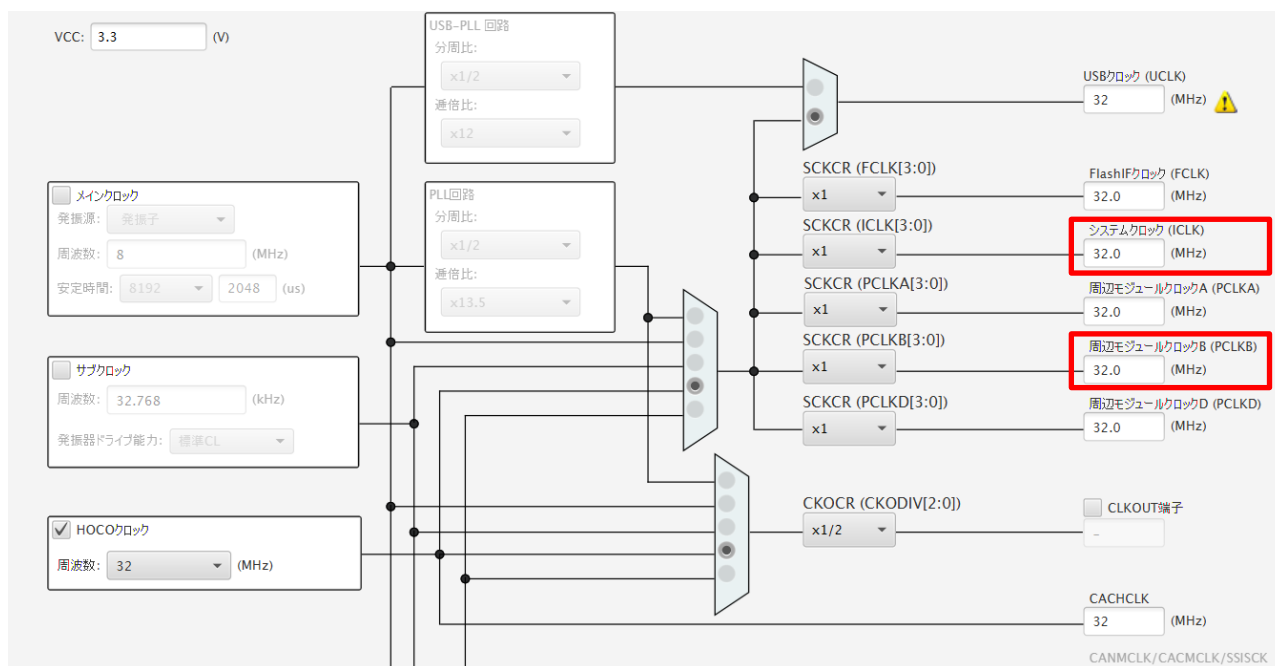 VCC: 3.3 (V)
USB-PLL 回路
分周比:
x1/2
逓倍比:
x12
USBクロック (UCLK)
32 (MHz)
メインクロック
発振源: 発振子
周波数: 8 (MHz)
安定時間: 8192 2048 (us)
PLL回路
分周比:
x1/2
逓倍比:
x13.5
SCKCR (FCLK[3:0])
x1
FlashIFクロック (FCLK)
32.0 (MHz)
SCKCR (ICLK[3:0])
x1
システムクロック (ICLK)
32.0 (MHz)
SCKCR (PCLKA[3:0])
x1
周辺モジュールクロックA (PCLKA)
32.0 (MHz)
SCKCR (PCLKB[3:0])
x1
周辺モジュールクロックB (PCLKB)
32.0 (MHz)
SCKCR (PCLKD[3:0])
x1
周辺モジュールクロックD (PCLKD)
32.0 (MHz)
サブクロック
周波数: 32.768 (kHz)
発振器ドライブ能力: 標準CL
HOCOクロック
周波数: 32 (MHz)
CKOCR (CKODIV[2:0])
x1/2
CLKOUT端子
-
CACHCLK
32 (MHz)
CANMCLK/CACMCLK/SSISCK